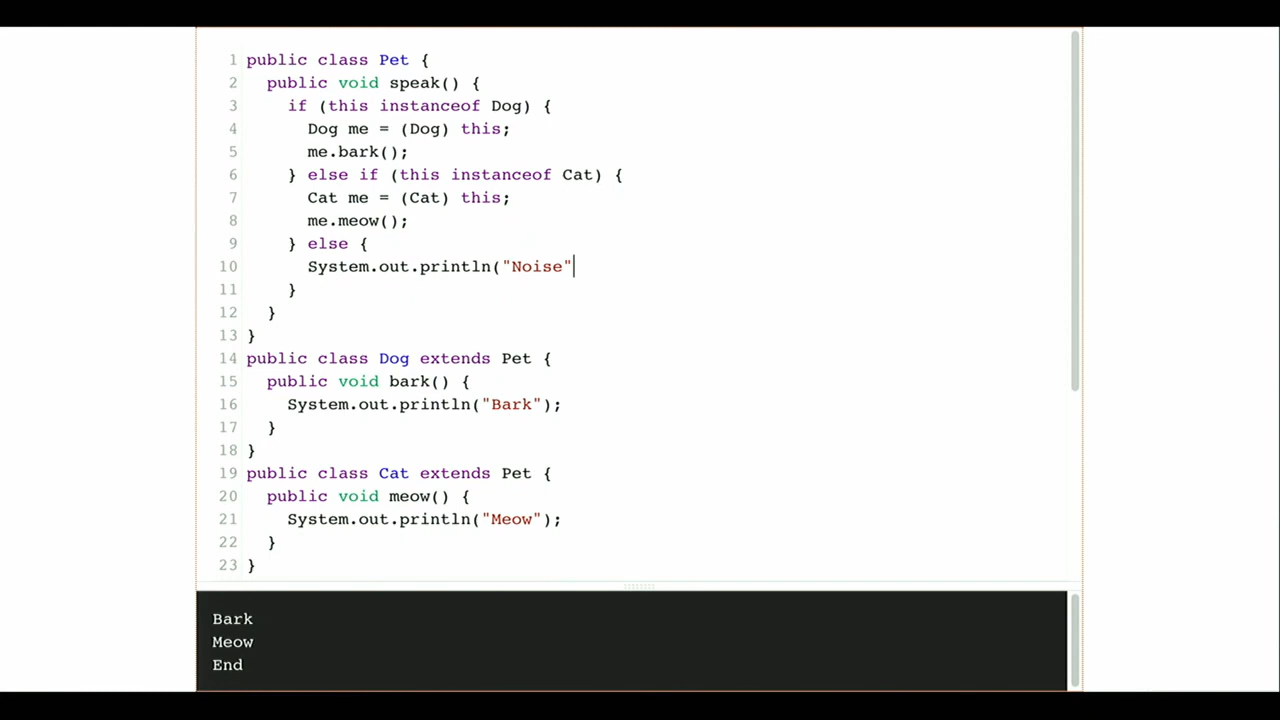 1 public class Pet {
2 public void speak() {
3 if (this instanceof Dog) {
4 Dog me = (Dog) this;
5 me.bark();
6 } else if (this instanceof Cat) {
7 Cat me = (Cat) this;
8 me.meow();
9 } else {
10 System.out.println("Noise"
11 }
12 }
13 }
14 public class Dog extends Pet {
15 public void bark() {
16 System.out.println("Bark");
17 }
18 }
19 public class Cat extends Pet {
20 public void meow() {
21 System.out.println("Meow");
22 }
23 }
Bark
Meow
End